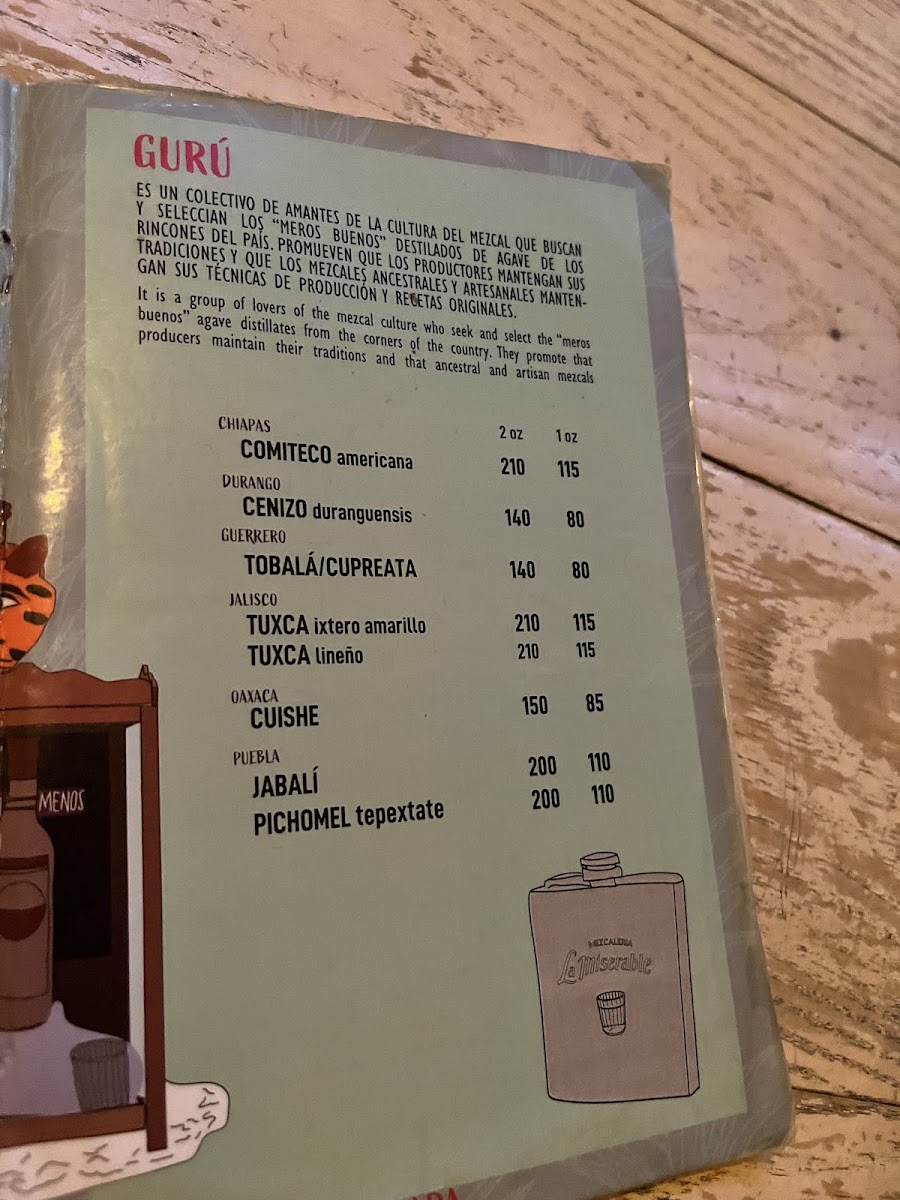 GURÚ
ES UN COLECTIVO DE AMANTES DE LA CULTURA DEL MEZCAL QUE BUSCAN
Y SELECCIAN LOS "MEROS BUENOS" DESTILADOS DE AGAVE DE LOS
RINCONES DEL PAÍS. PROMUEVEN QUE LOS PRODUCTORES MANTENGAN SUS
TRADICIONES Y QUE LOS MEZCALES ANCESTRALES Y ARTESANALES MANTEN-
GAN SUS TÉCNICAS DE PRODUCCIÓN Y RECETAS ORIGINALES.
It is a group of lovers of the mezcal culture who seek and select the "meros
buenos" agave distillates from the corners of the country. They promote that
producers maintain their traditions and that ancestral and artisan mezcals
CHIAPAS 2 oz 1 oz
COMITECO americana 210 115
DURANGO
CENIZO duranguensis 140 80
GUERRERO
TOBALÁ/CUPREATA 140 80
JALISCO
TUXCA ixtero amarillo 210 115
TUXCA lineño 210 115
OAXACA
CUISHE 150 85
PUEBLA
JABALÍ 200 110
PICHOMEL tepextate 200 110
MENOS
MEZCALERIA
La Miserable